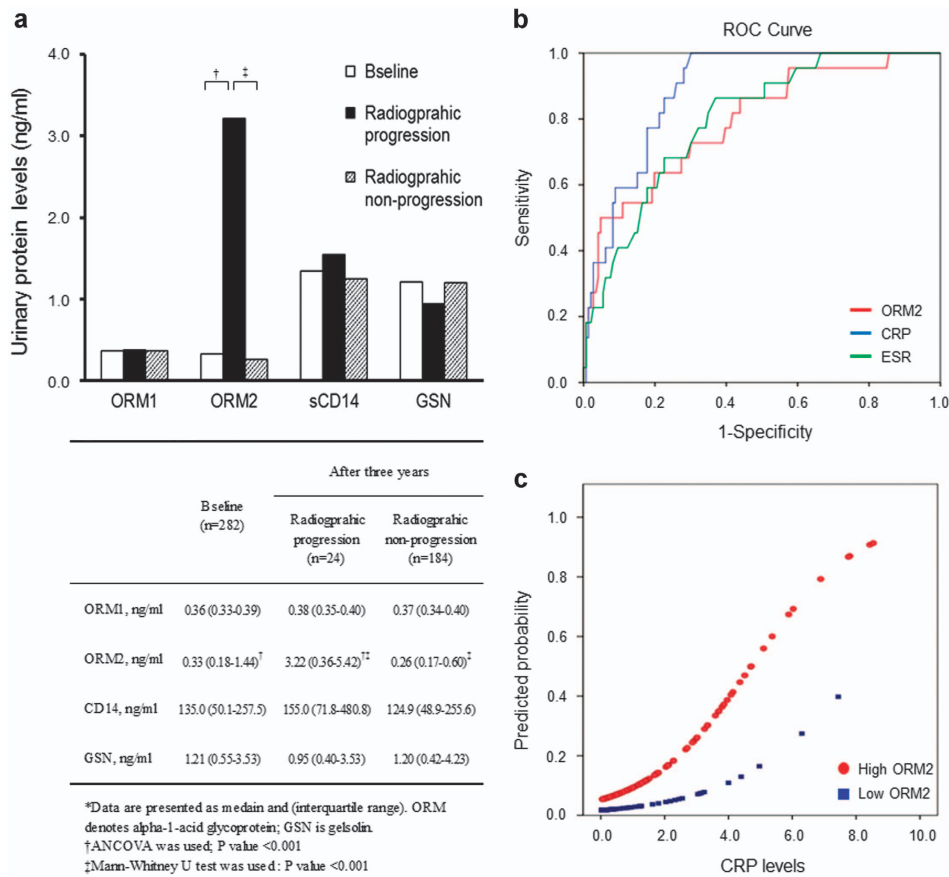 a
Urinary protein levels (ng/ml)
4.0
3.0
2.0
1.0
0.0
† ‡
Bseline
Radiogprahic
progression
Radiogprahic
non-progression
ORM1 ORM2 sCD14 GSN
After three years
Bseline
(n=282)
Radiogprahic
progression
(n=24)
Radiogprahic
non-progression
(n=184)
ORM1, ng/ml 0.36 (0.33-0.39) 0.38 (0.35-0.40) 0.37 (0.34-0.40)
ORM2, ng/ml 0.33 (0.18-1.44)† 3.22 (0.36-5.42)†‡ 0.26 (0.17-0.60)‡
CD14, ng/ml 135.0 (50.1-257.5) 155.0 (71.8-480.8) 124.9 (48.9-255.6)
GSN, ng/ml 1.21 (0.55-3.53) 0.95 (0.40-3.53) 1.20 (0.42-4.23)
*Data are presented as medain and (interquartile range). ORM
denotes alpha-1-acid glycoprotein; GSN is gelsolin.
†ANCOVA was used; P value <.001
‡Mann-Whitney U test was used : P value <.001
b
ROC Curve
Sensitivity
1.0
0.8
0.6
0.4
0.2
0.0
ORM2
CRP
ESR
0.0 0.2 0.4 0.6 0.8 1.0
1-Specificity
c
Predicted probability
1.0
0.8
0.6
0.4
0.2
0.0
High ORM2
Low ORM2
0.0 2.0 4.0 6.0 8.0 10.0
CRP levels